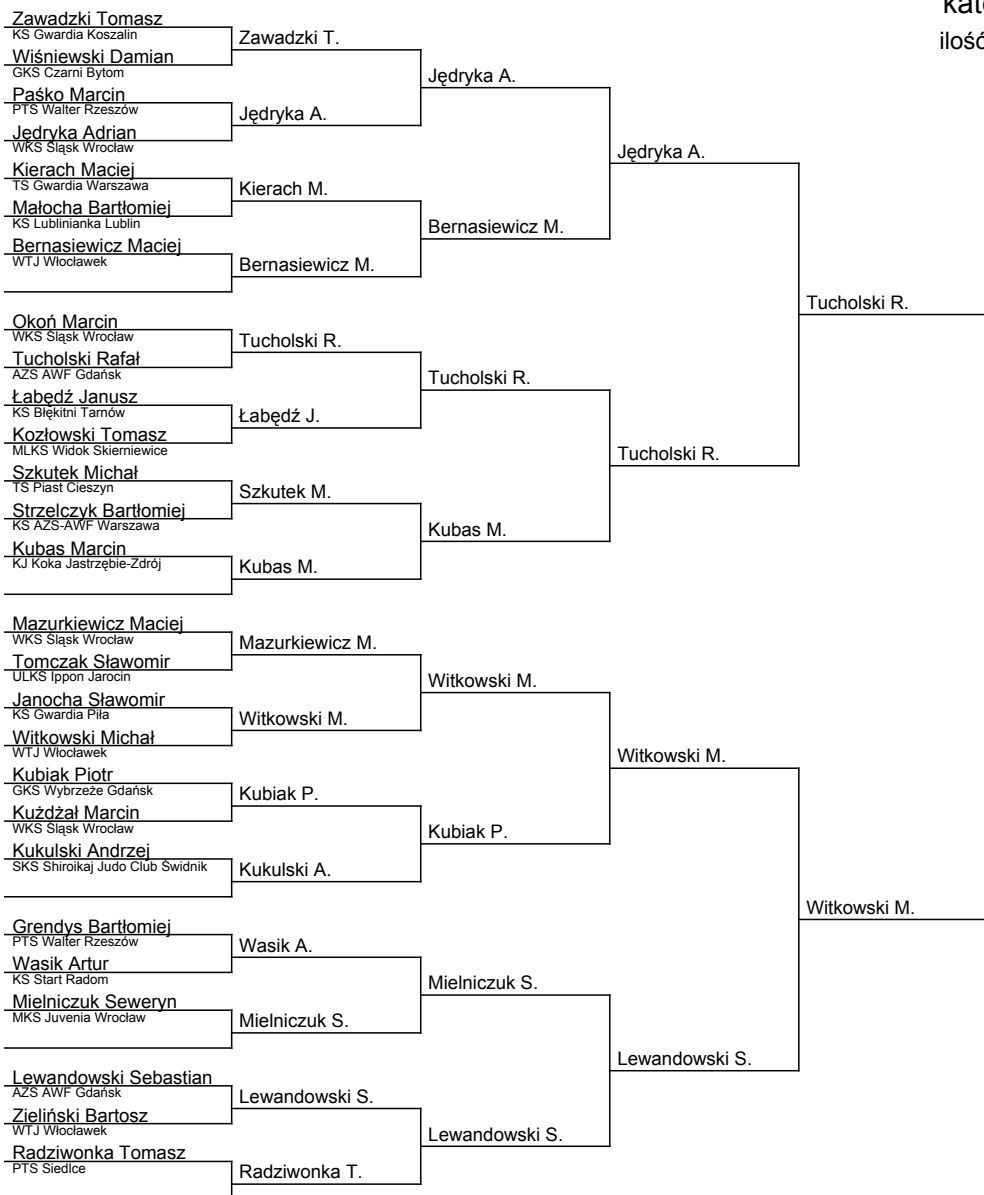 kat
ilość
Zawadzki Tomasz
KS Gwardia Koszalin
Wiśniewski Damian
GKS Czarni Bytom
Paśko Marcin
PTS Walter Rzeszów
Jędryka Adrian
WKS Śląsk Wrocław
Kierach Maciej
TS Gwardia Warszawa
Małocha Bartłomiej
KS Lublinianka Lublin
Bernasiewicz Maciej
WTJ Włocławek
Okoń Marcin
WKS Śląsk Wrocław
Tucholski Rafał
AZS AWF Gdańsk
Łabędź Janusz
KS Błękitni Tarnów
Kozłowski Tomasz
MLKS Widok Skierniewice
Szkutek Michał
TS Piast Cieszyn
Strzelczyk Bartłomiej
KS AZS-AWF Warszawa
Kubas Marcin
KJ Koka Jastrzębie-Zdrój
Mazurkiewicz Maciej
WKS Śląsk Wrocław
Tomczak Sławomir
ULKS Ippon Jarocin
Janocha Sławomir
KS Gwardia Piła
Witkowski Michał
WTJ Włocławek
Kubiak Piotr
GKS Wybrzeże Gdańsk
Kużdżał Marcin
WKS Śląsk Wrocław
Kukulski Andrzej
SKS Shiroikaj Judo Club Świdnik
Grendys Bartłomiej
PTS Walter Rzeszów
Wasik Artur
KS Start Radom
Mielniczuk Seweryn
MKS Juvenia Wrocław
Lewandowski Sebastian
AZS AWF Gdańsk
Zieliński Bartosz
WTJ Włocławek
Radziwonka Tomasz
PTS Siedlce
Zawadzki T.
Jędryka A.
Kierach M.
Bernasiewicz M.
Tucholski R.
Łabędź J.
Szkutek M.
Kubas M.
Mazurkiewicz M.
Witkowski M.
Kubiak P.
Kukulski A.
Wasik A.
Mielniczuk S.
Lewandowski S.
Radziwonka T.
Jędryka A.
Bernasiewicz M.
Tucholski R.
Kubas M.
Witkowski M.
Kubiak P.
Mielniczuk S.
Lewandowski S.
Jędryka A.
Tucholski R.
Witkowski M.
Lewandowski S.
Tucholski R.
Witkowski M.